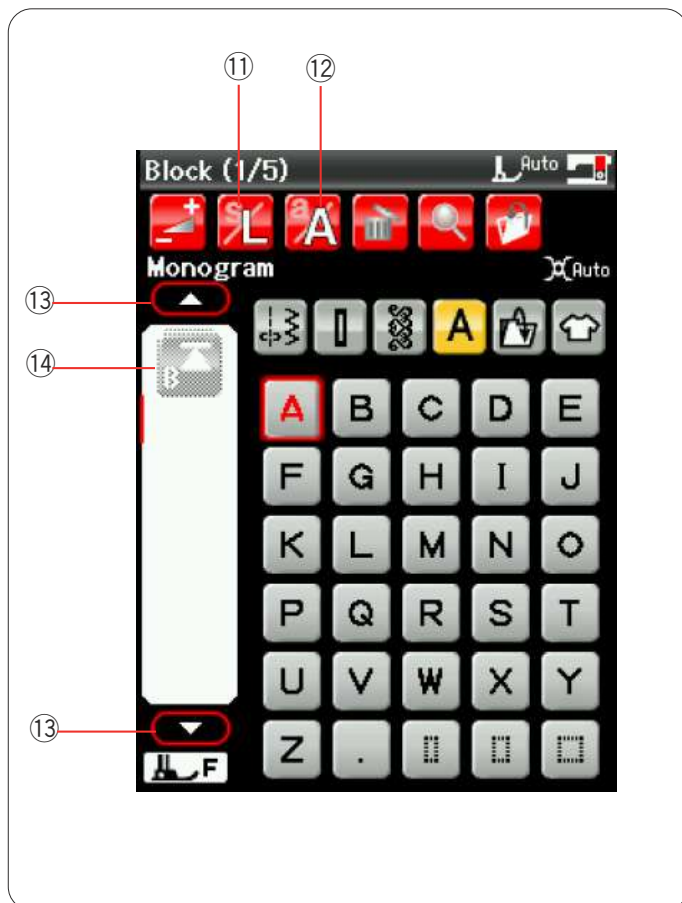 ⑪ ⑫
Block (1/5) Auto
S/L a/A
Monogram Auto
⑬
A
⑭
B
A B C D E
F G H I J
K L M N O
P Q R S T
U V W X Y
⑬
Z .
F